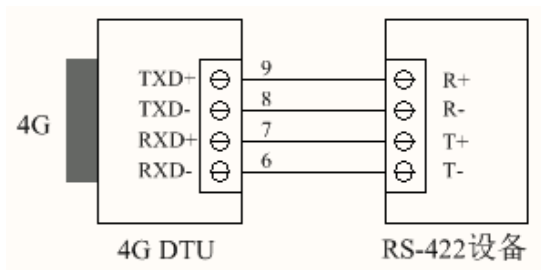 TXD+ 9 R+
TXD- 8 R-
RXD+ 7 T+
RXD- 6 T-
4G
4G DTU RS-422设备